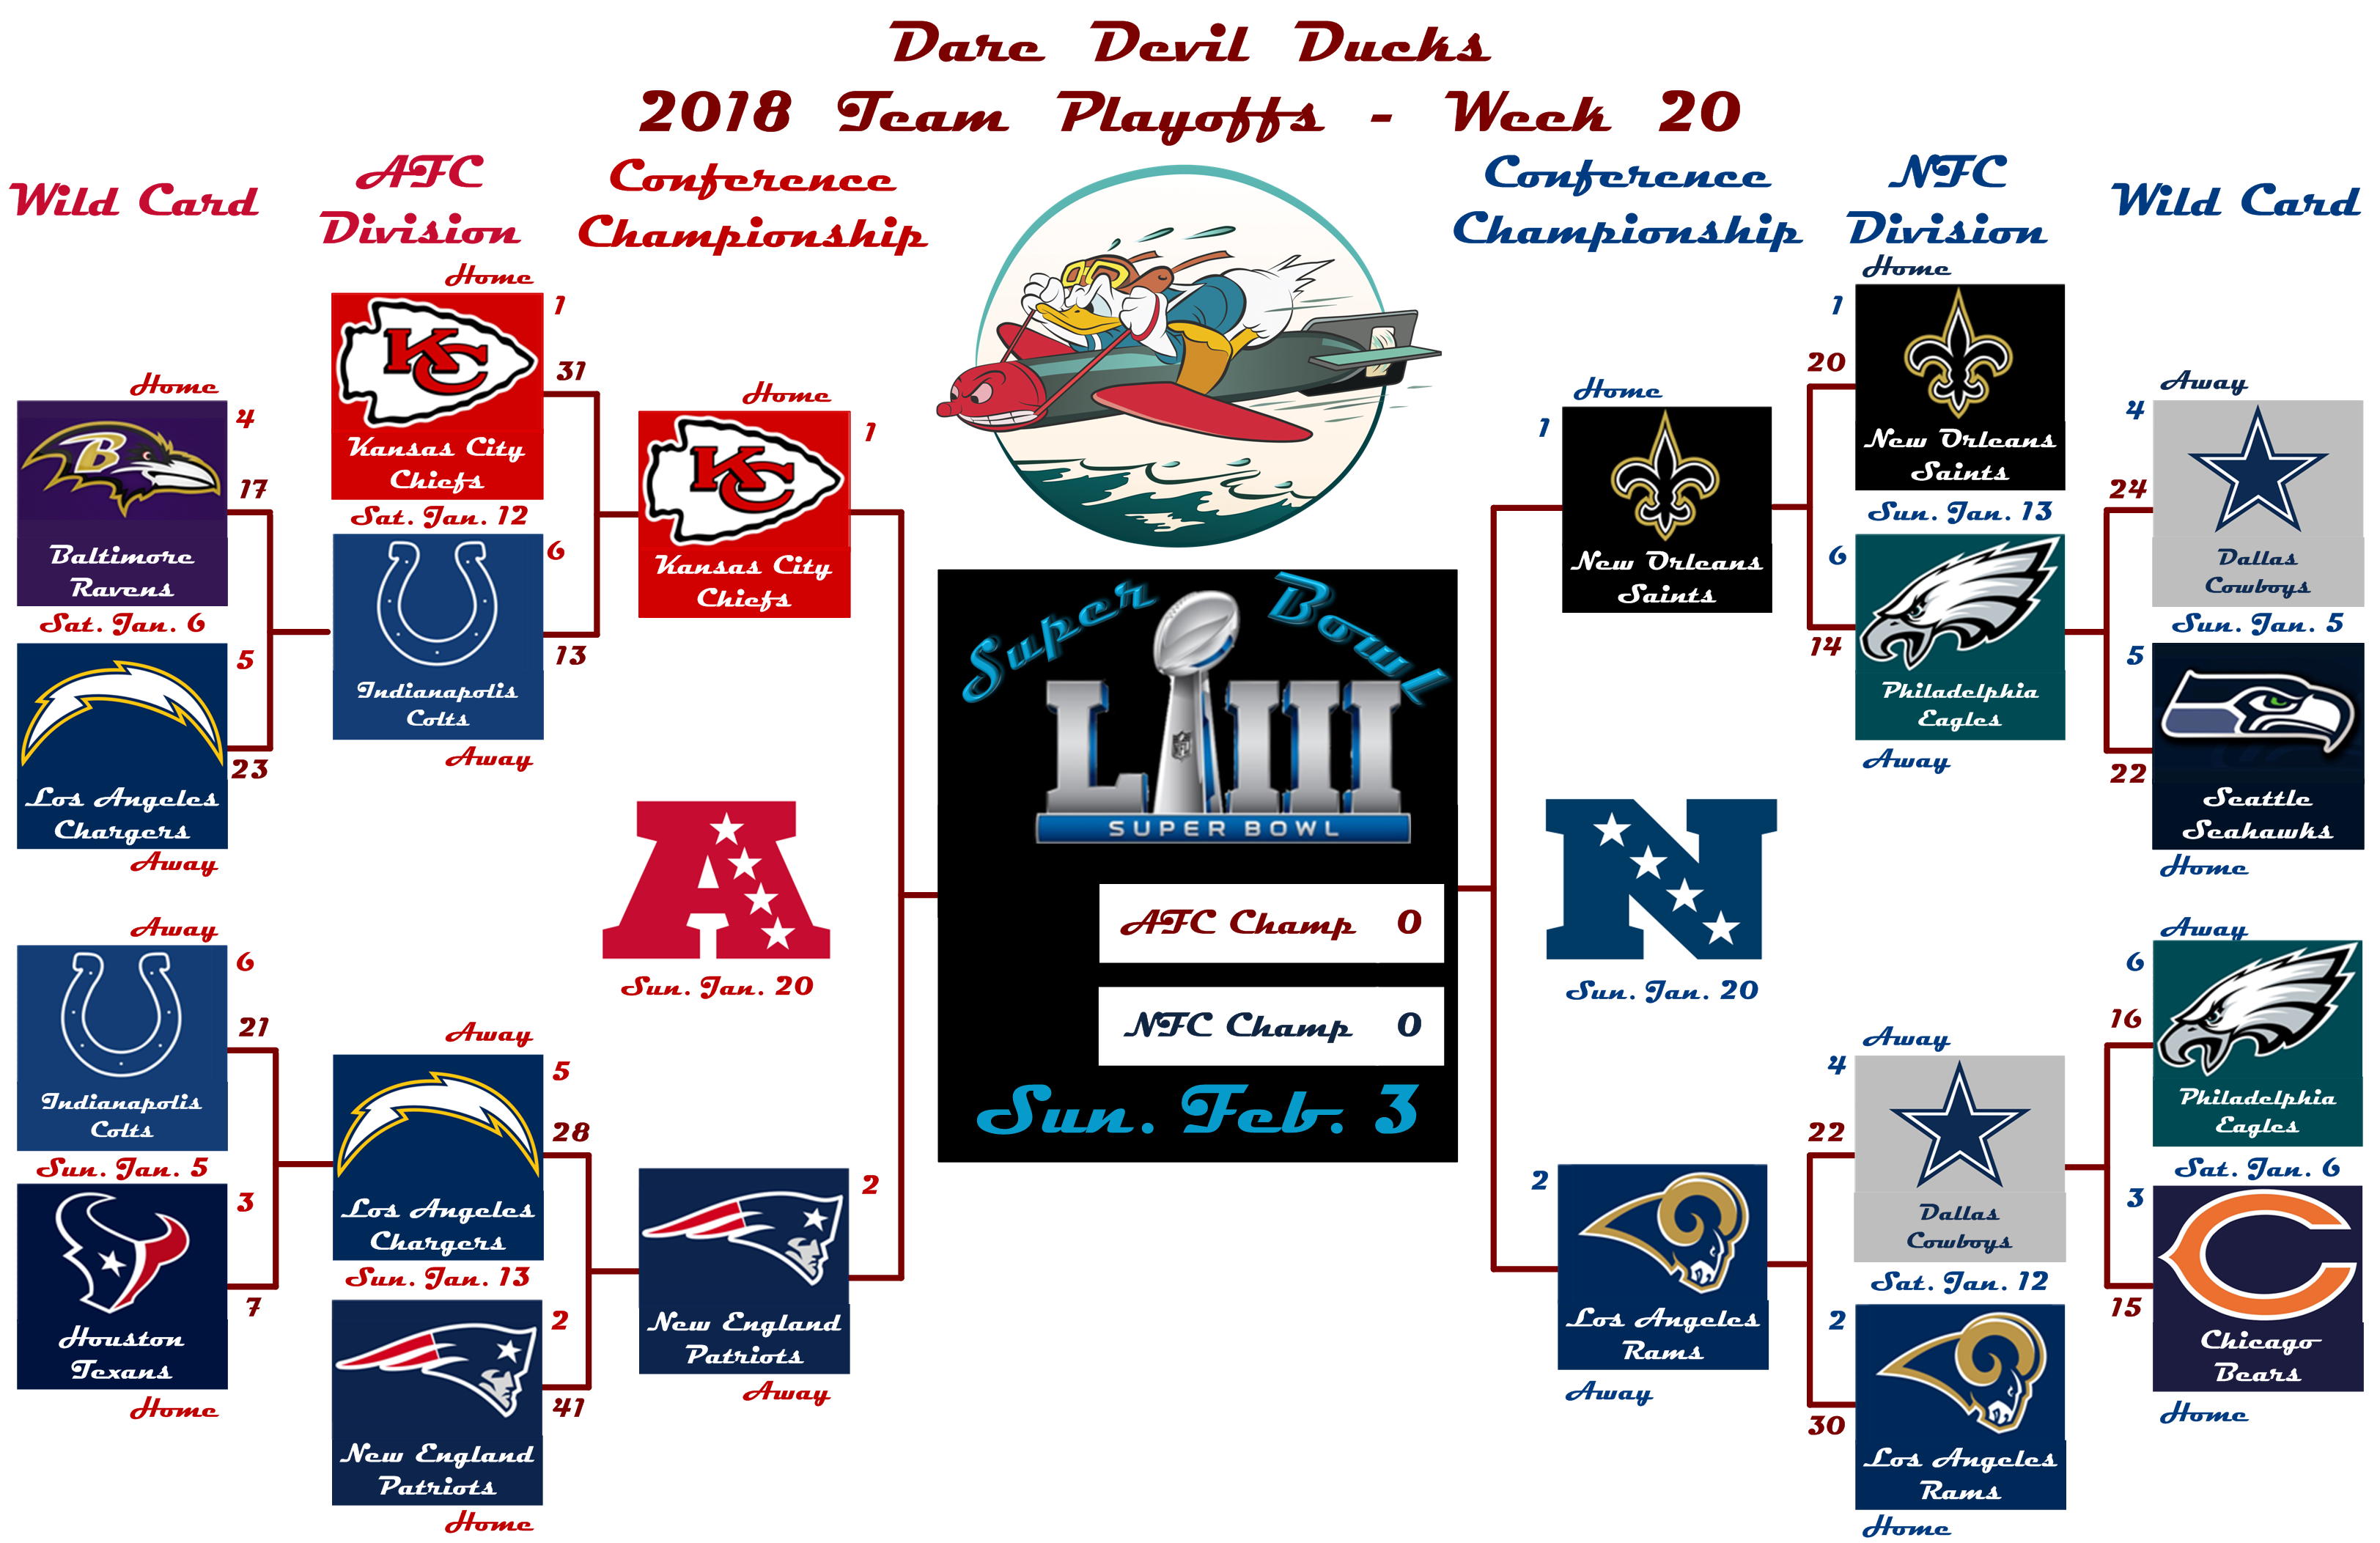 Dare Devil Ducks
2018 Team Playoffs - Week 20
Wild Card
AFC
Division
Conference
Championship
Conference
Championship
NFC
Division
Wild Card
Home
4
B
17
Baltimore
Ravens
Sat. Jan. 6
5
23
Los Angeles
Chargers
Away
Away
6
21
Indianapolis
Colts
Sun. Jan. 5
3
7
Houston
Texans
Home
Home
1
KC
31
Kansas City
Chiefs
Sat. Jan. 12
6
13
Indianapolis
Colts
Away
Away
5
28
Los Angeles
Chargers
Sun. Jan. 13
2
41
New England
Patriots
Home
Home
1
KC
Kansas City
Chiefs
A
Sun. Jan. 20
2
New England
Patriots
Away
Super Bowl
LIII
NFL
SUPER BOWL
AFC Champ 0
NFC Champ 0
Sun. Feb. 3
Home
1
New Orleans
Saints
N
Sun. Jan. 20
2
Los Angeles
Rams
Away
Home
1
20
New Orleans
Saints
Sun. Jan. 13
6
14
Philadelphia
Eagles
Away
Away
4
22
Dallas
Cowboys
Sat. Jan. 12
2
30
Los Angeles
Rams
Home
Away
4
24
Dallas
Cowboys
Sun. Jan. 5
5
22
Seattle
Seahawks
Home
Away
6
16
Philadelphia
Eagles
Sat. Jan. 6
3
15
Chicago
Bears
Home